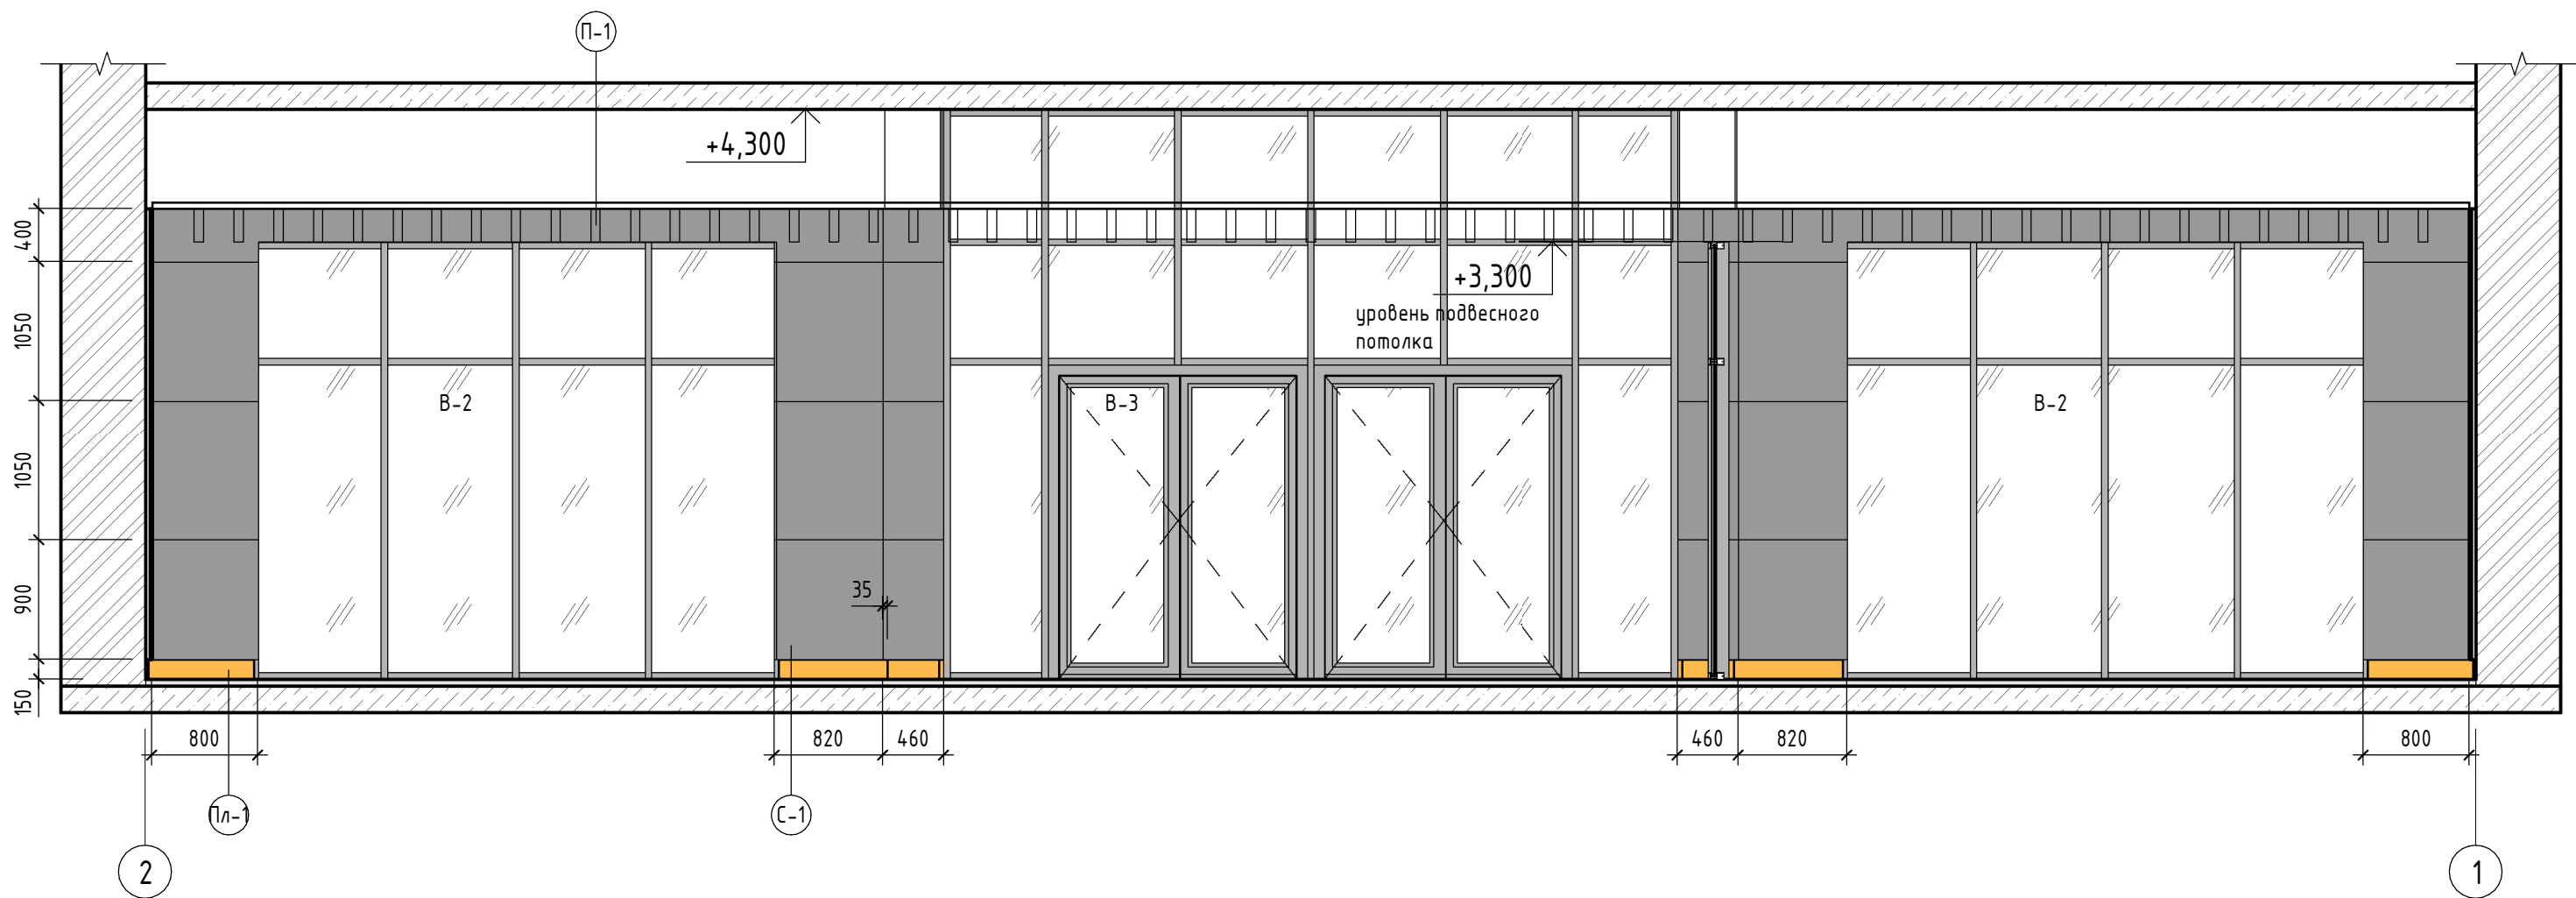 П-1
+4,300
+3,300
уровень подвесного
потолка
400
1050
1050
900
150
В-2
В-3
В-2
35
800
820
460
460
820
800
Пл-1
С-1
2
1